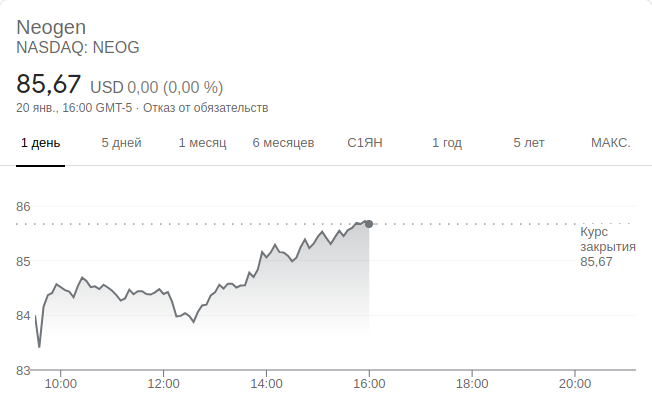 Neogen
NASDAQ: NEOG
85,67 USD 0,00 (0,00 %)
20 янв., 16:00 GMT-5 · Отказ от обязательств
1 день 5 дней 1 месяц 6 месяцев С1ЯН 1 год 5 лет МАКС.
86
Курс
закрытия
85,67
85
84
83
10:00 12:00 14:00 16:00 18:00 20:00